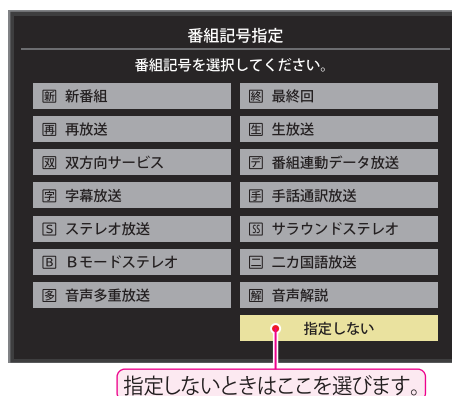 番組記号指定
番組記号を選択してください。
新 新番組
終 最終回
再 再放送
生 生放送
双 双方向サービス
デ 番組連動データ放送
字 字幕放送
手 手話通訳放送
S ステレオ放送
SS サラウンドステレオ
B Bモードステレオ
二 二カ国語放送
多 音声多重放送
解 音声解説
指定しない
指定しないときはここを選びます。